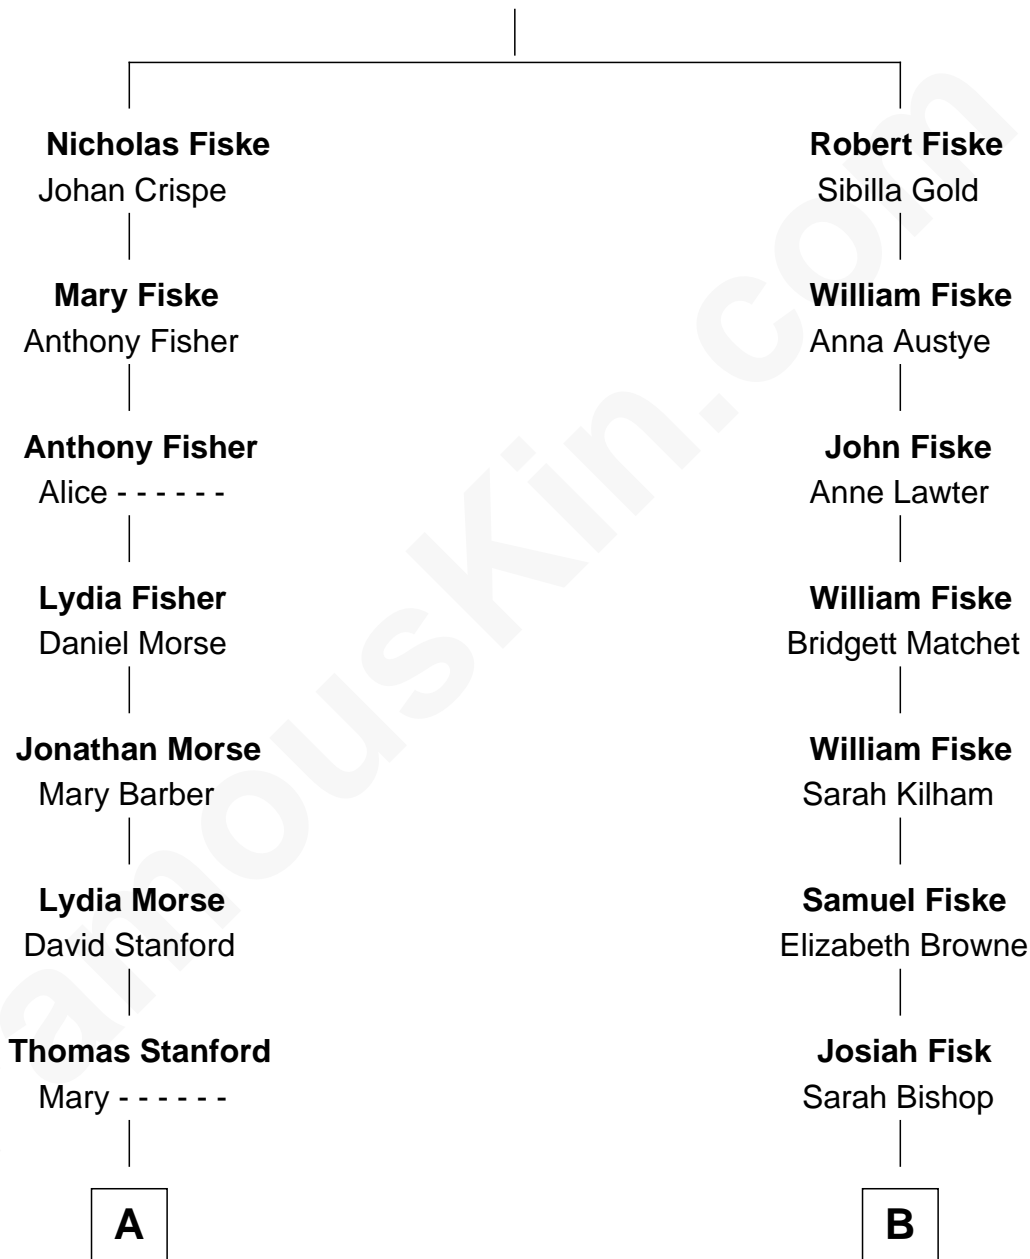 Nicholas Fiske
Johan Crispe
Robert Fiske
Sibilla Gold
Mary Fiske
Anthony Fisher
William Fiske
Anna Austye
Anthony Fisher
Alice - - - - - -
John Fiske
Anne Lawter
Lydia Fisher
Daniel Morse
William Fiske
Bridgett Matchet
Jonathan Morse
Mary Barber
William Fiske
Sarah Kilham
Lydia Morse
David Stanford
Samuel Fiske
Elizabeth Browne
Thomas Stanford
Mary - - - - - -
Josiah Fisk
Sarah Bishop
A
B
amouskin.com